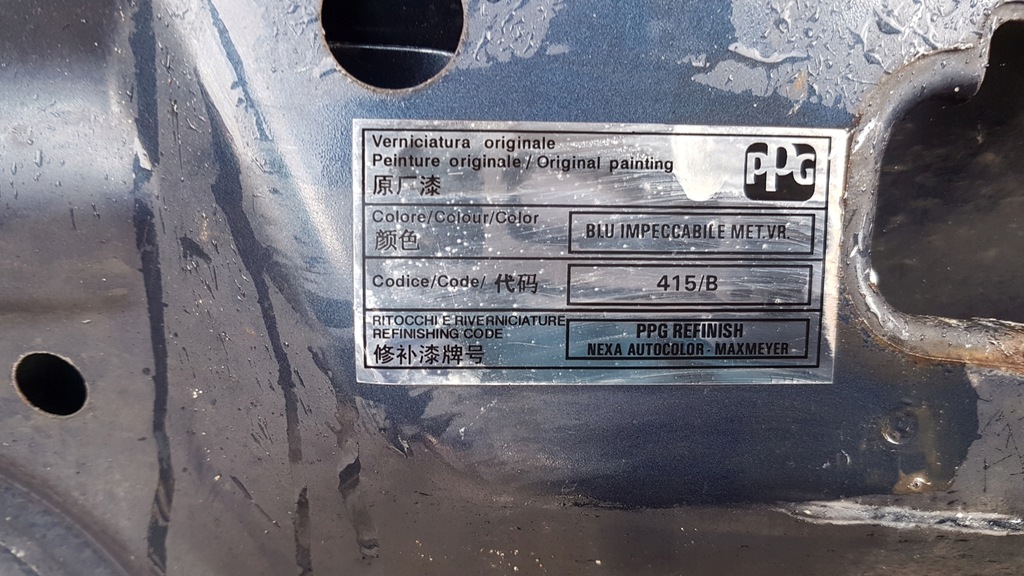 Verniciatura originale
Peinture originale / Original painting
原厂漆
PPG
Colore/Colour/Color
颜色
BLU IMPECCABILE MET.VR.
Codice/Code/ 代码
415/B
RITOCCHI E RIVERNICIATURE
REFINISHING CODE
修补漆牌号
PPG REFINISH
NEXA AUTOCOLOR - MAXMEYER